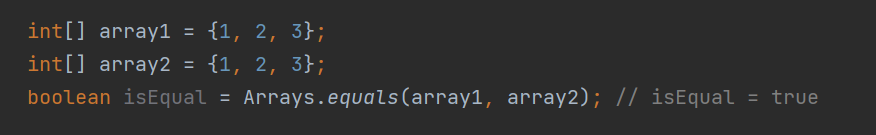 int[] array1 = {1, 2, 3};
int[] array2 = {1, 2, 3};
boolean isEqual = Arrays.equals(array1, array2); // isEqual = true